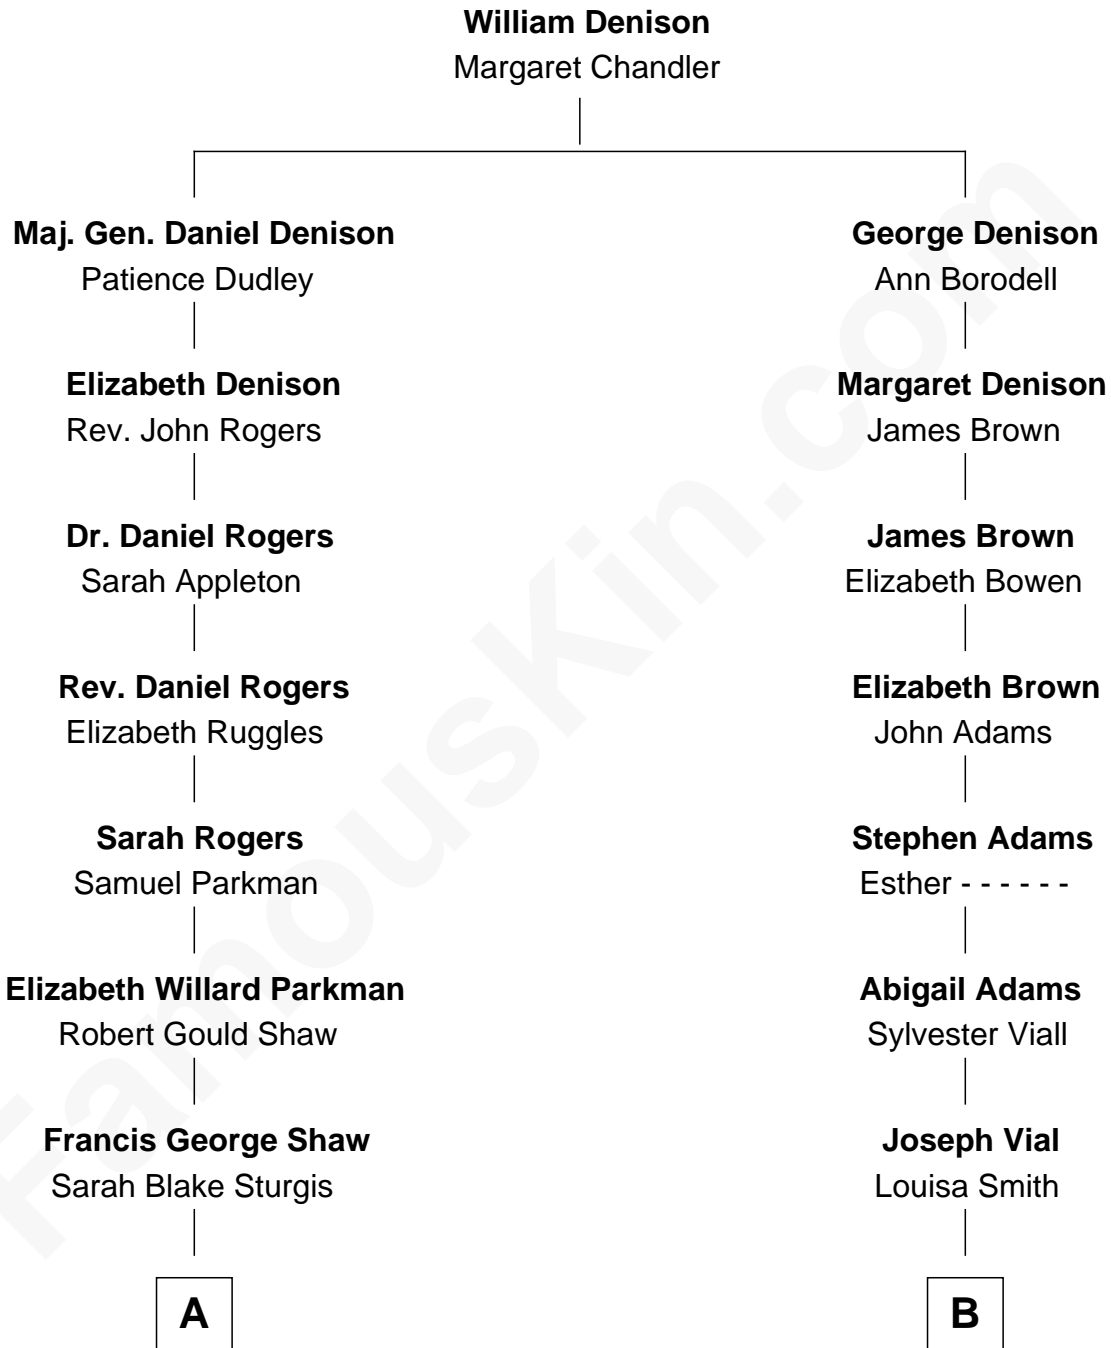 William Denison
Margaret Chandler
Maj. Gen. Daniel Denison
Patience Dudley
George Denison
Ann Borodell
Elizabeth Denison
Rev. John Rogers
Margaret Denison
James Brown
Dr. Daniel Rogers
Sarah Appleton
James Brown
Elizabeth Bowen
Rev. Daniel Rogers
Elizabeth Ruggles
Elizabeth Brown
John Adams
Sarah Rogers
Samuel Parkman
Stephen Adams
Esther - - - - - -
Elizabeth Willard Parkman
Robert Gould Shaw
Abigail Adams
Sylvester Viall
Francis George Shaw
Sarah Blake Sturgis
Joseph Vial
Louisa Smith
A
B
FamousKin.com